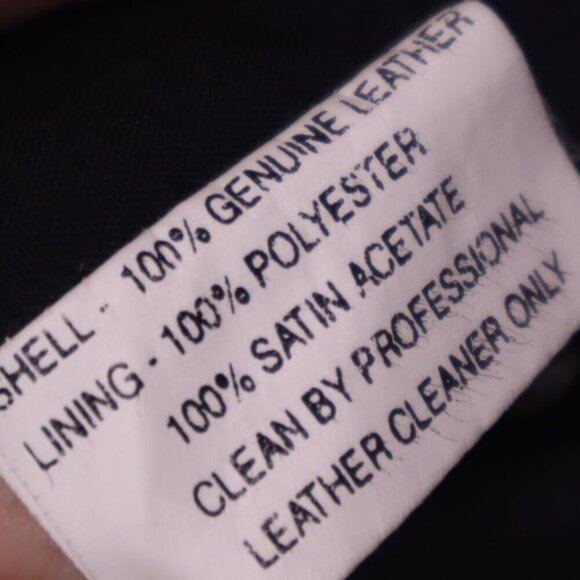 SHELL - 100% GENUINE LEATHER
LINING - 100% POLYESTER
100% SATIN ACETATE
CLEAN BY PROFESSIONAL
LEATHER CLEANER ONLY